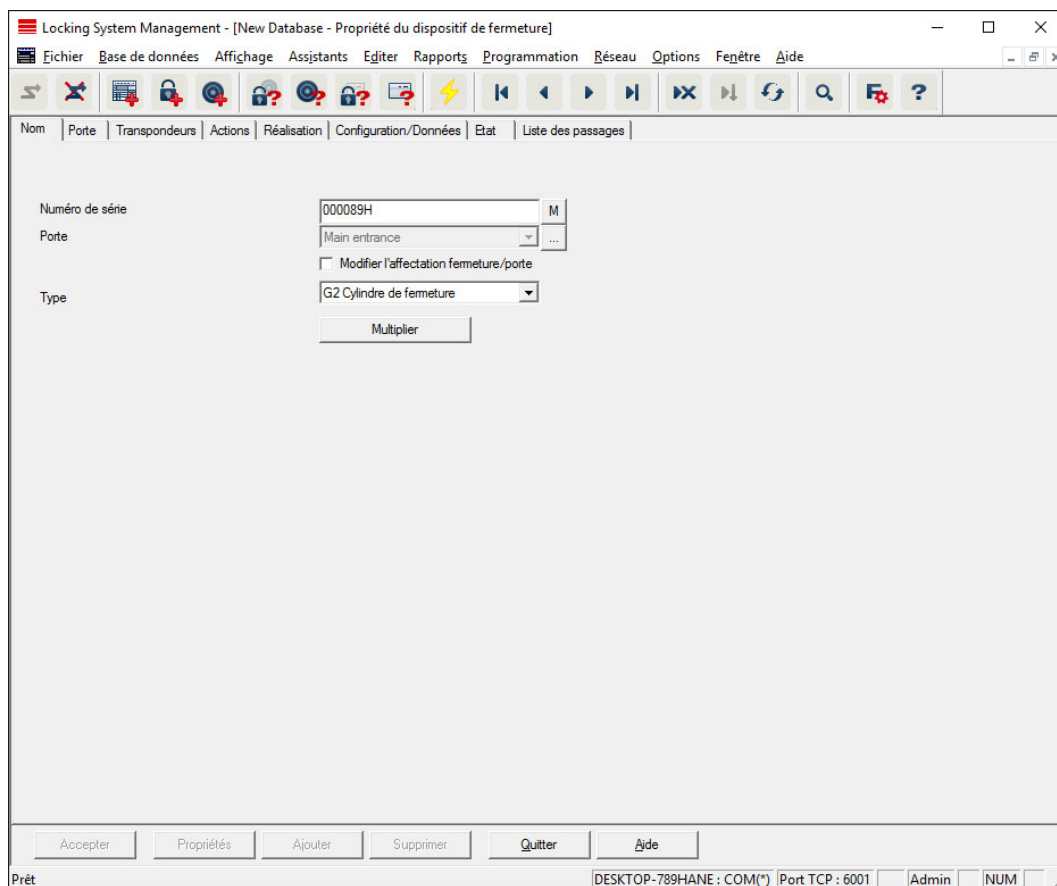 Locking System Management - [New Database - Propriété du dispositif de fermeture]
Fichier Base de données Affichage Assistants Editer Rapports Programmation Réseau Options Fenêtre Aide
Nom Porte Transpondeurs Actions Réalisation Configuration/Données Etat Liste des passages
Numéro de série 000089H M
Porte Main entrance ...
Modifier l'affectation fermeture/porte
Type G2 Cylindre de fermeture
Multiplier
Accepter Propriétés Ajouter Supprimer Quitter Aide
Prêt DESKTOP-789HANE : COM(*) Port TCP : 6001 Admin NUM